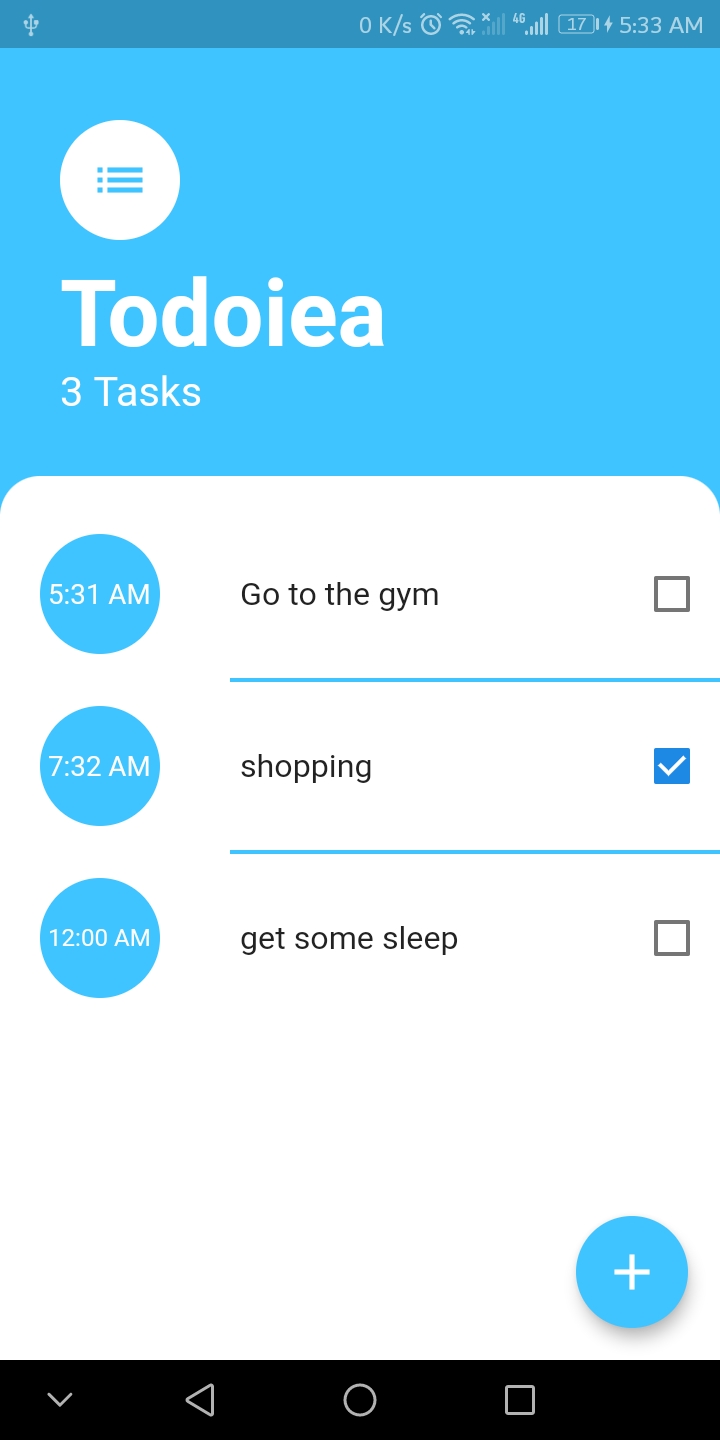 0 K/s 4G 17 5:33 AM
Todoiea
3 Tasks
5:31 AM Go to the gym
7:32 AM shopping
12:00 AM get some sleep